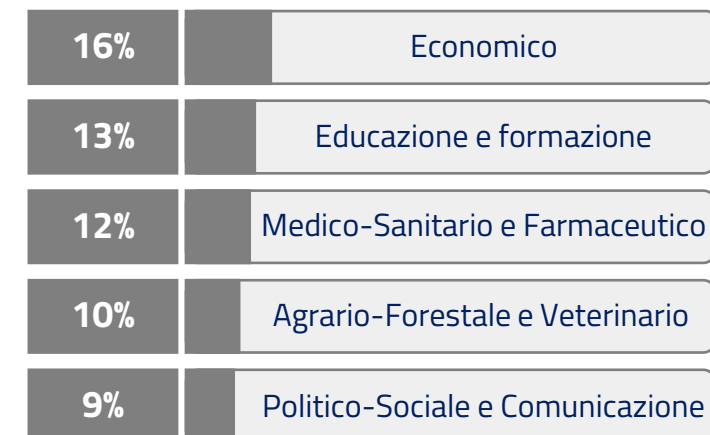 16% Economico
13% Educazione e formazione
12% Medico-Sanitario e Farmaceutico
10% Agrario-Forestale e Veterinario
9% Politico-Sociale e Comunicazione